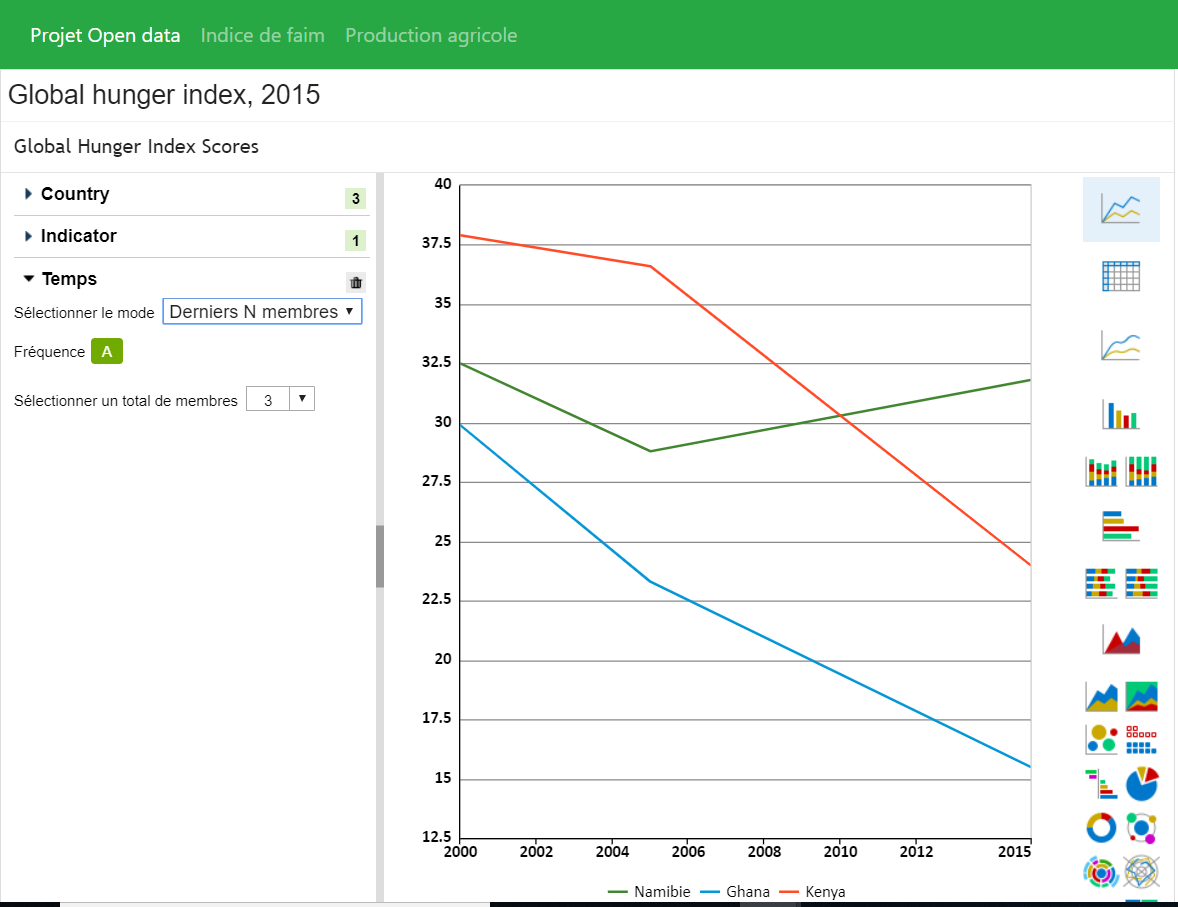 Projet Open data Indice de faim Production agricole
Global hunger index, 2015
Global Hunger Index Scores
Country 3
Indicator 1
Temps
Sélectionner le mode Derniers N membres
Fréquence A
Sélectionner un total de membres 3
40
37.5
35
32.5
30
27.5
25
22.5
20
17.5
15
12.5
2000 2002 2004 2006 2008 2010 2012 2015
Namibie Ghana Kenya